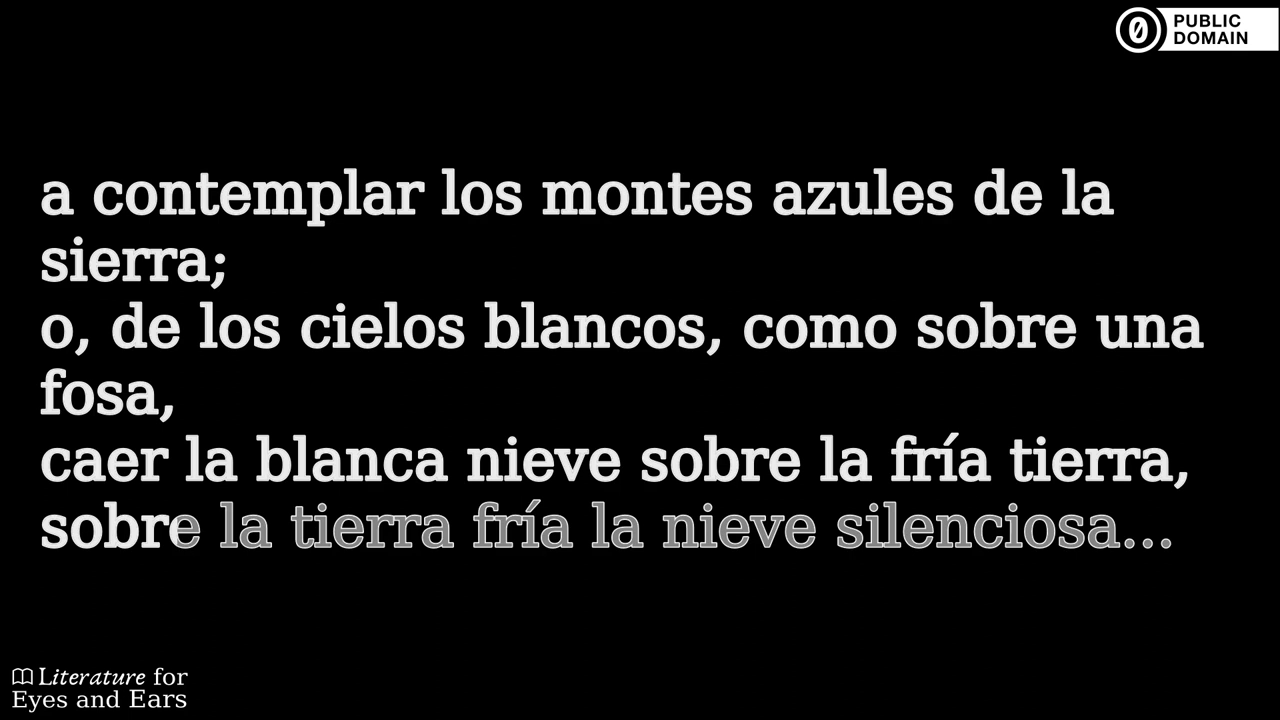 PUBLIC
DOMAIN
a contemplar los montes azules de la
sierra;
o, de los cielos blancos, como sobre una
fosa,
caer la blanca nieve sobre la fría tierra,
sobre la tierra fría la nieve silenciosa...
Literature for
Eyes and Ears